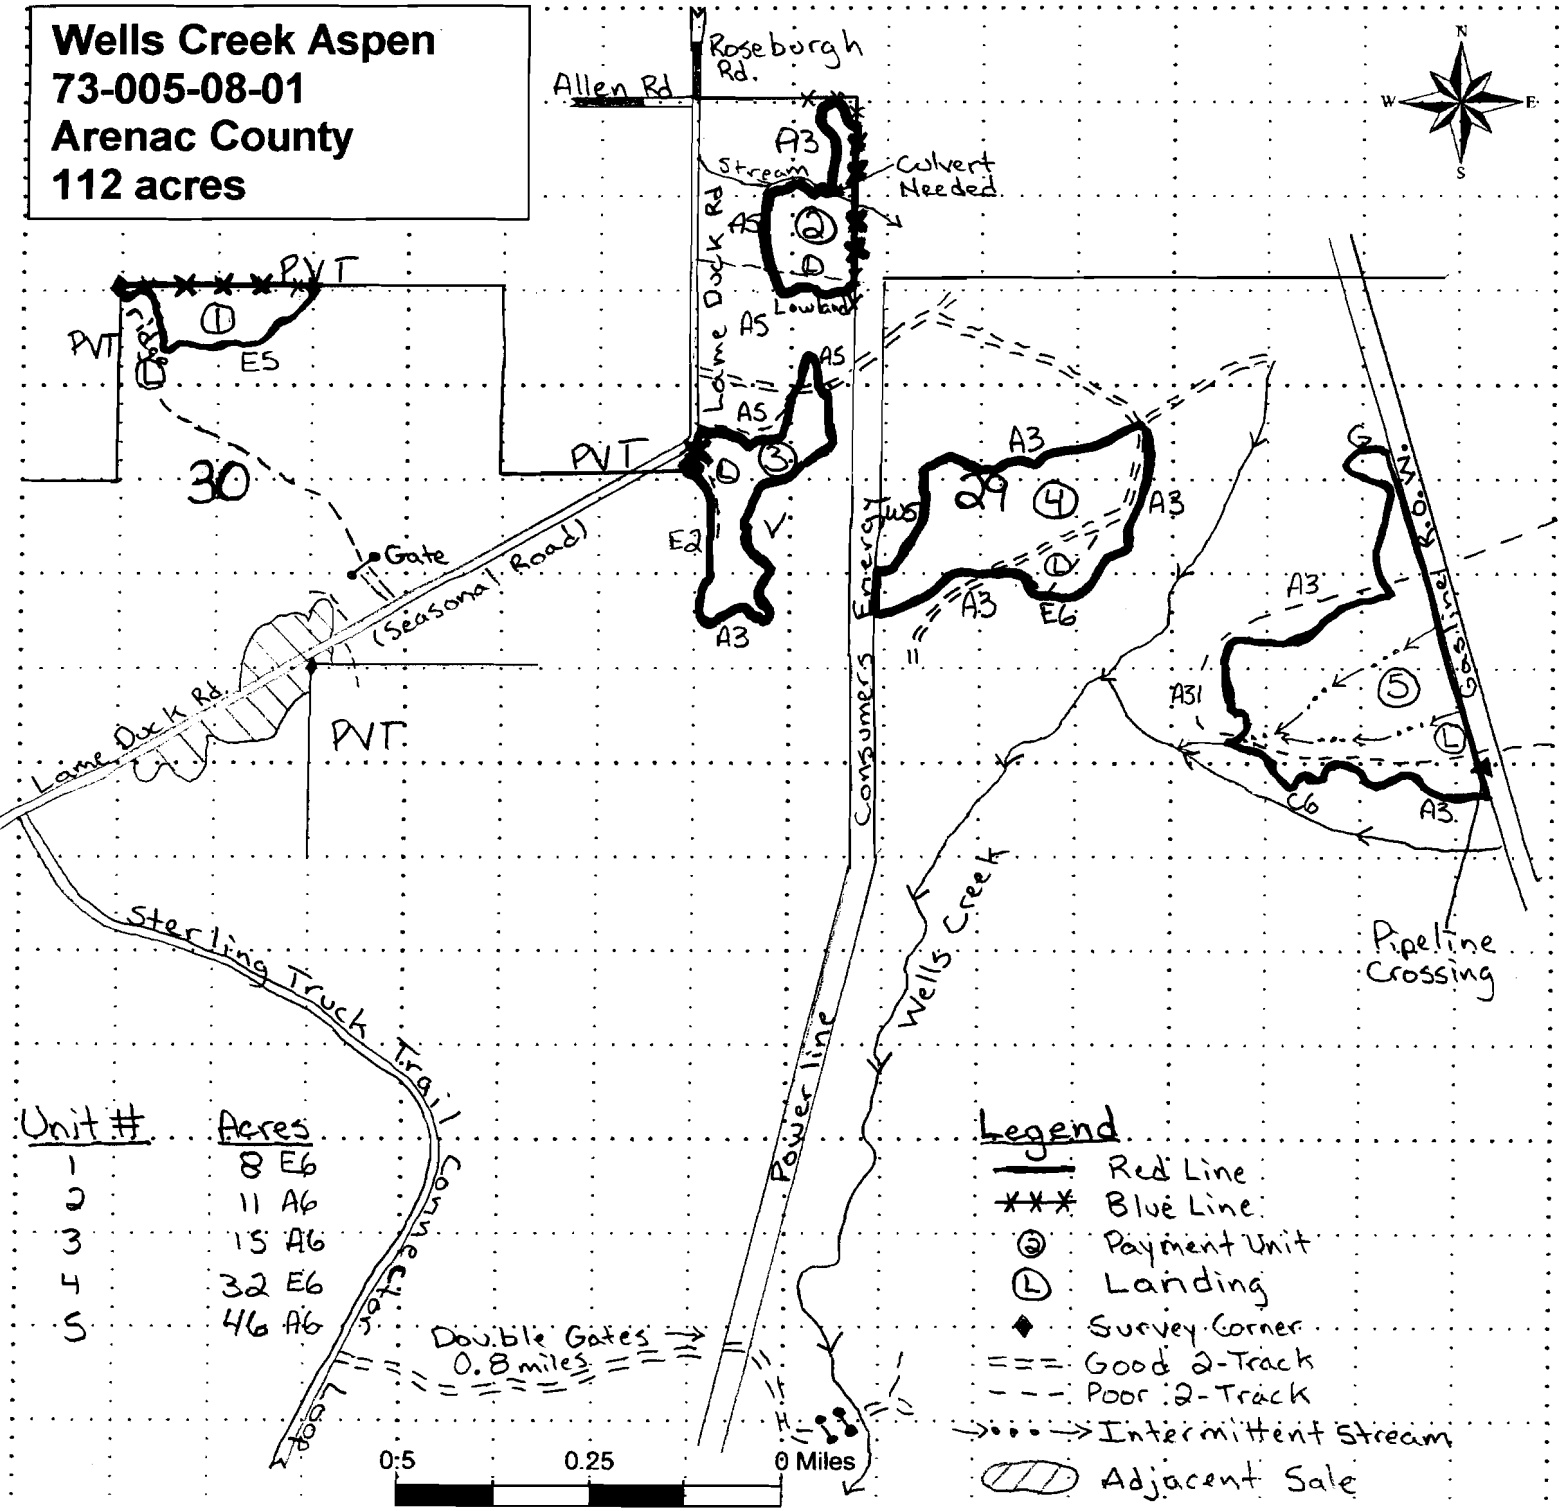 Wells Creek Aspen
73-005-08-01
Arenac County
112 acres
Roseburgh
Rd.
Allen Rd
N
W
E
S
A3
Stream
Culvert
Needed
A5
2
L
Lowland
Lame Duck Rd
A5
PVT
1
PVT
E5
L
A5
A5
PVT
L
3
30
E2
V
A3
Gate
(Seasonal Road)
Lame Duck Rd.
PVT
Consumers Energy
Power line
A3
29
4
A3
L
A3
E6
G
Gas line R.O.W.
A3
A31
5
L
C6
A3
Pipeline
Crossing
Wells Creek
Sterling Truck Trail Connector Loop
Unit # Acres
1 8 E6
2 11 A6
3 15 A6
4 32 E6
5 46 A6
Double Gates
0.8 miles
Legend
Red Line
Blue Line
2 Payment Unit
L Landing
Survey Corner
Good 2-Track
Poor 2-Track
Intermittent Stream
Adjacent Sale
0.5 0.25 0 Miles